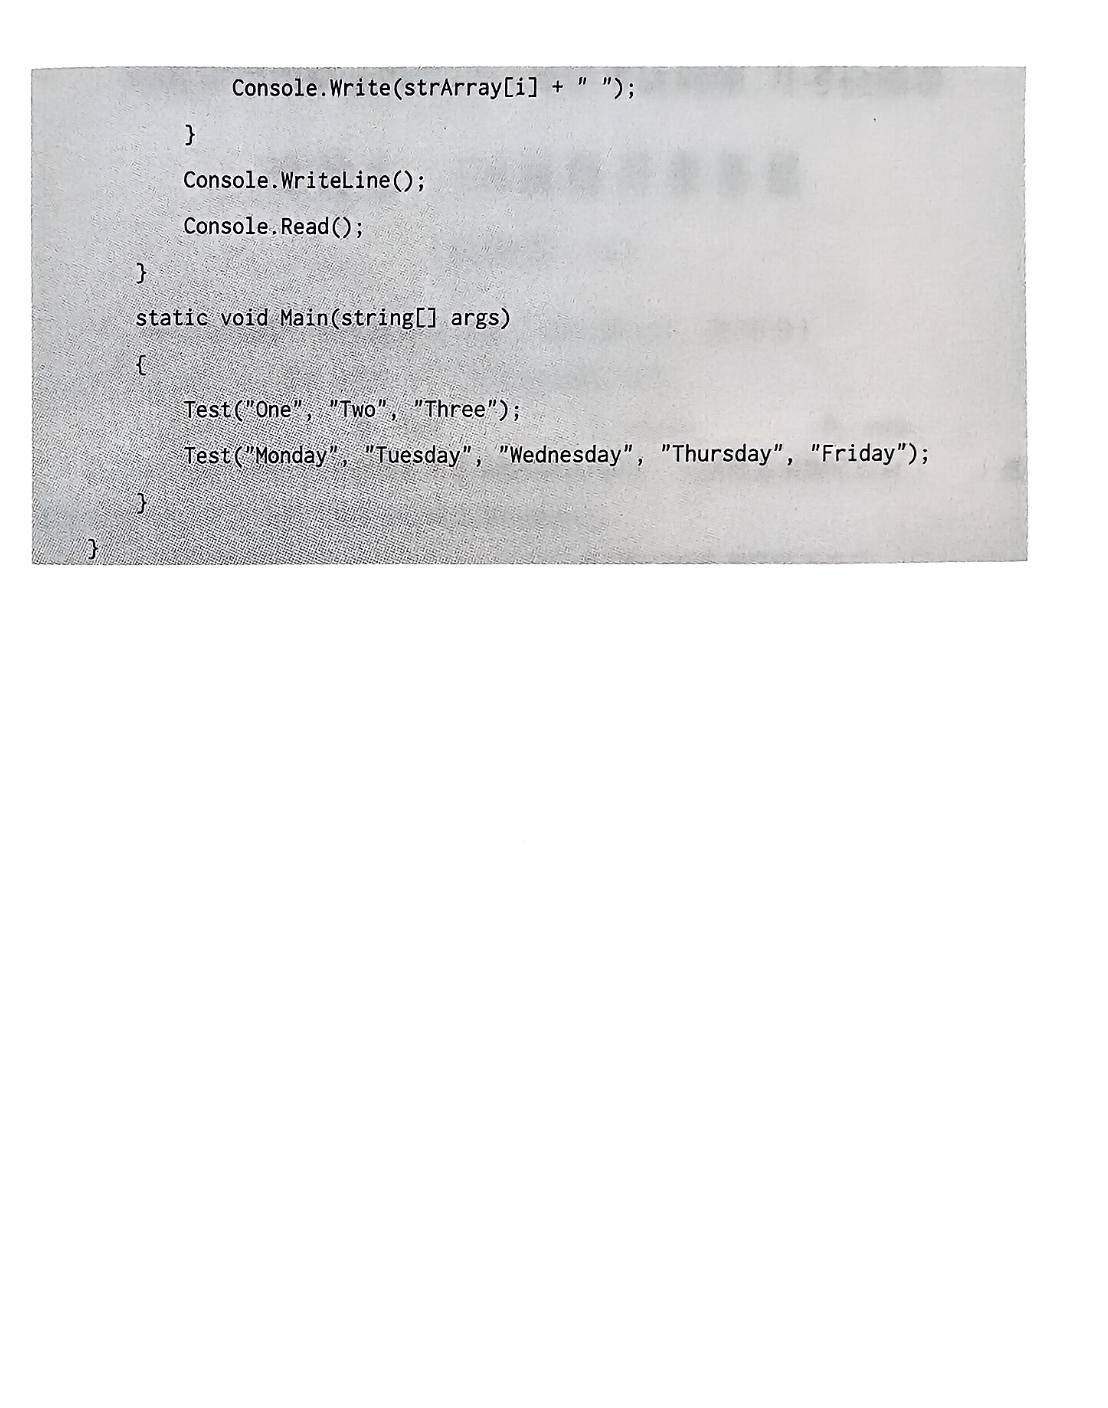 Console.Write(strArray[i] + " ");
}
Console.WriteLine();
Console.Read();
}
static void Main(string[] args)
{
Test("One", "Two", "Three");
Test("Monday", "Tuesday", "Wednesday", "Thursday", "Friday");
}
}